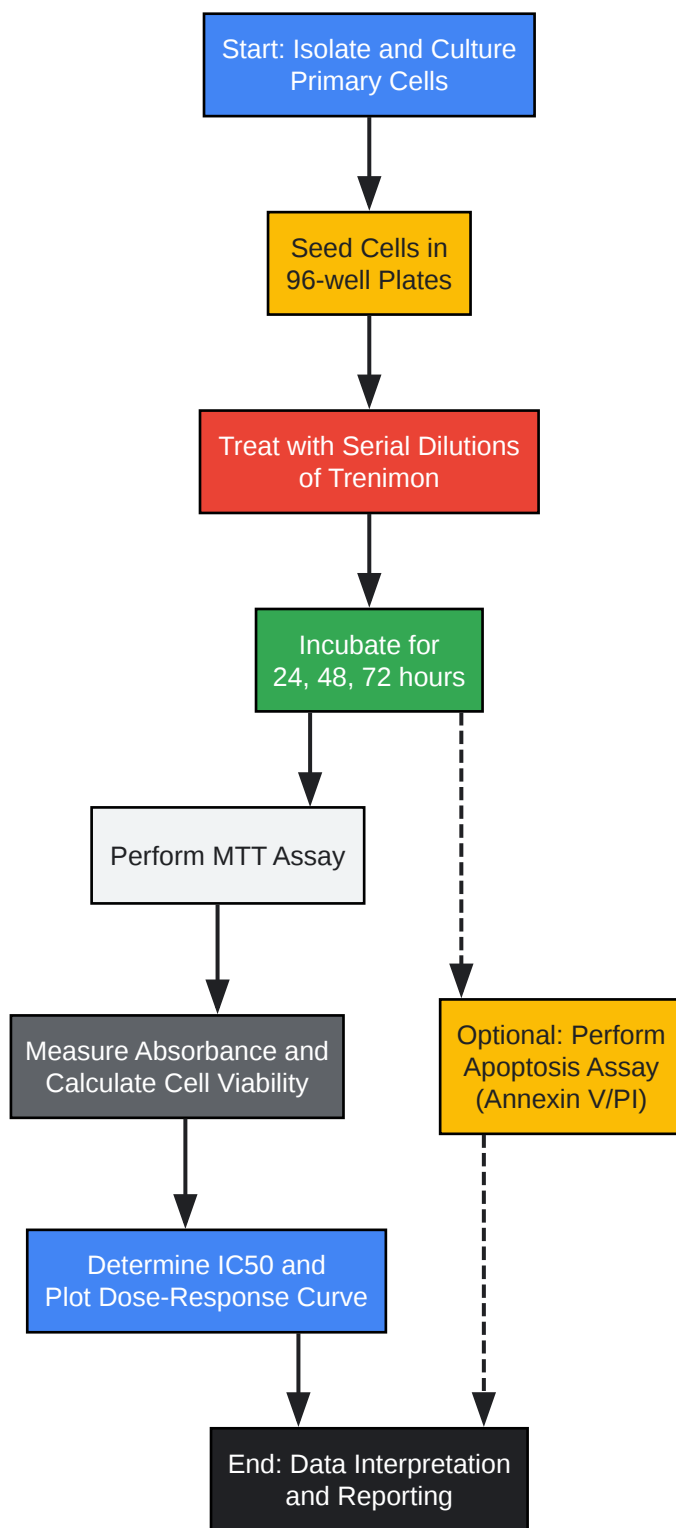 Start: Isolate and Culture
Primary Cells
Seed Cells in
96-well Plates
Treat with Serial Dilutions
of Trenimon
Incubate for
24, 48, 72 hours
Perform MTT Assay
Measure Absorbance and
Calculate Cell Viability
Optional: Perform
Apoptosis Assay
(Annexin V/PI)
Determine IC50 and
Plot Dose-Response Curve
End: Data Interpretation
and Reporting